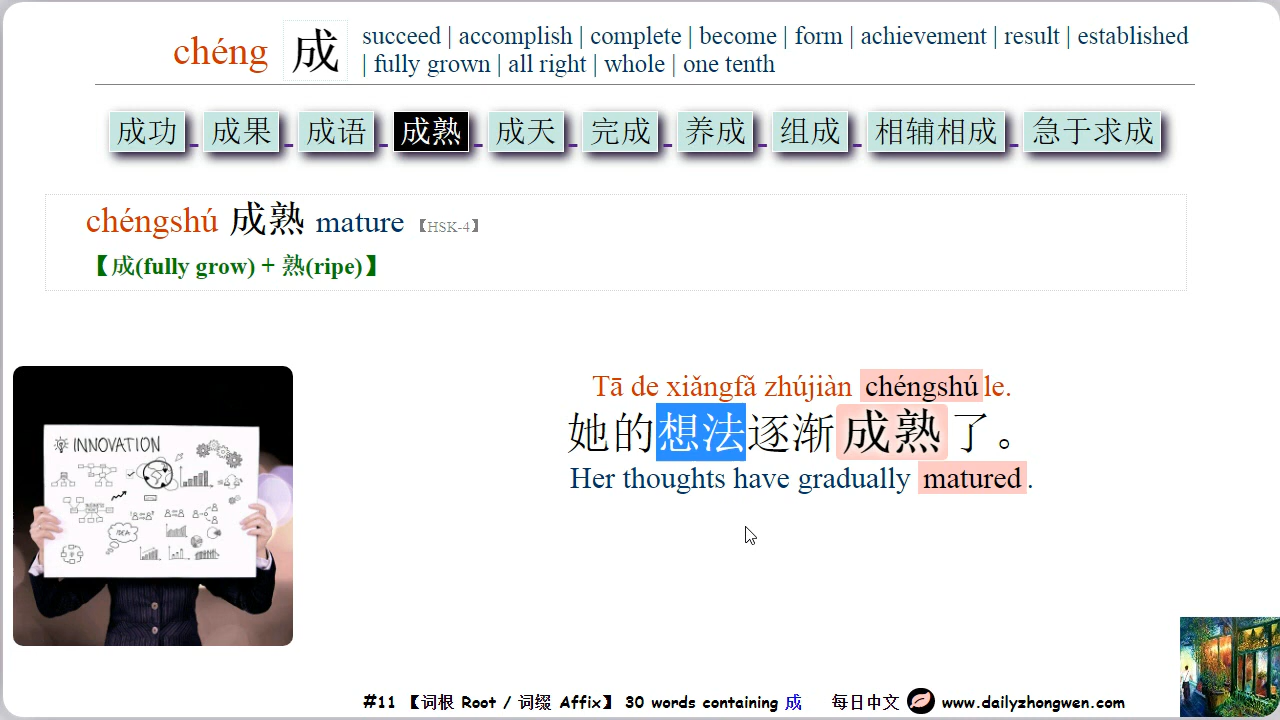 chéng 成 succeed | accomplish | complete | become | form | achievement | result | established
| fully grown | all right | whole | one tenth
成功 成果 成语 成熟 成天 完成 养成 组成 相辅相成 急于求成
chéngshú 成熟 mature 【HSK-4】
【成(fully grow) + 熟(ripe)】
INNOVATION
IDEA
Tā de xiǎngfǎ zhújiàn chéngshú le.
她的想法逐渐成熟了。
Her thoughts have gradually matured.
#11 【词根 Root / 词缀 Affix】 30 words containing 成 每日中文 www.dailyzhongwen.com